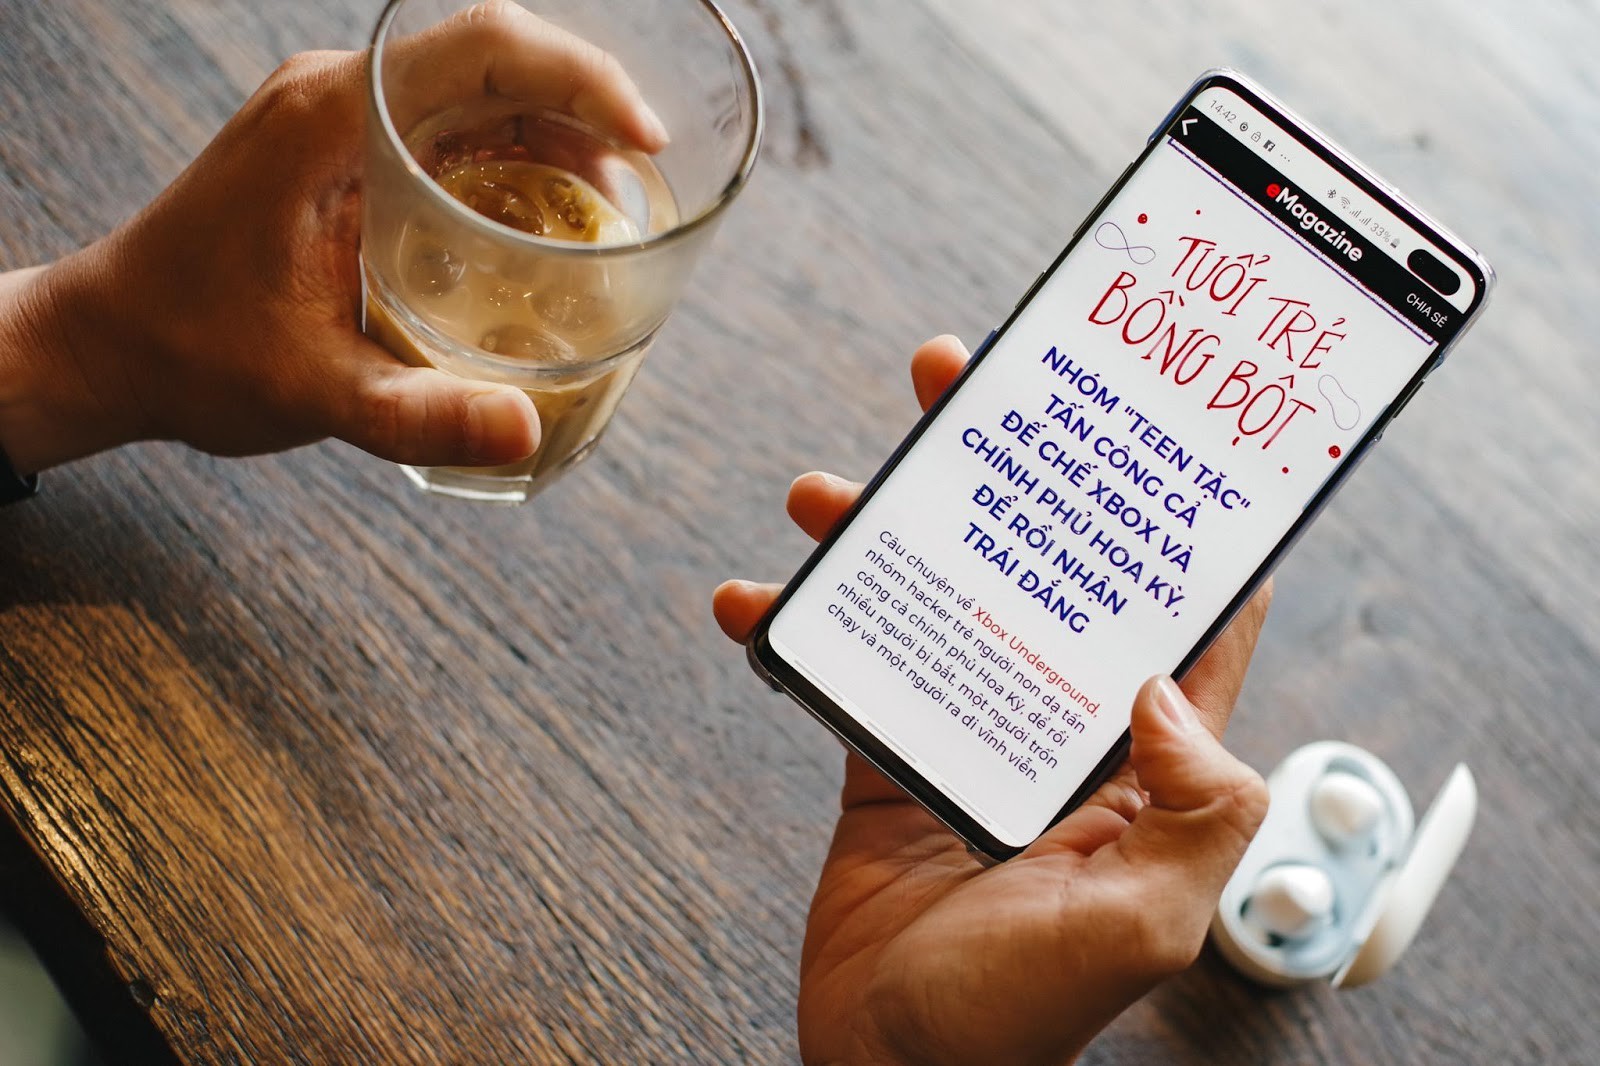 14:42 ... 33%
eMagazine
CHIA SẺ
TUỔI TRẺ
BỒNG BỘT
NHÓM "TEEN TẶC"
TẤN CÔNG CẢ
ĐẾ CHẾ XBOX VÀ
CHÍNH PHỦ HOA KỲ,
ĐỂ RỒI NHẬN
TRÁI ĐẮNG
Câu chuyện về Xbox Underground,
nhóm hacker trẻ người non dạ tấn
công cả chính phủ Hoa Kỳ, để rồi
nhiều người bị bắt, một người trốn
chạy và một người ra đi vĩnh viễn.